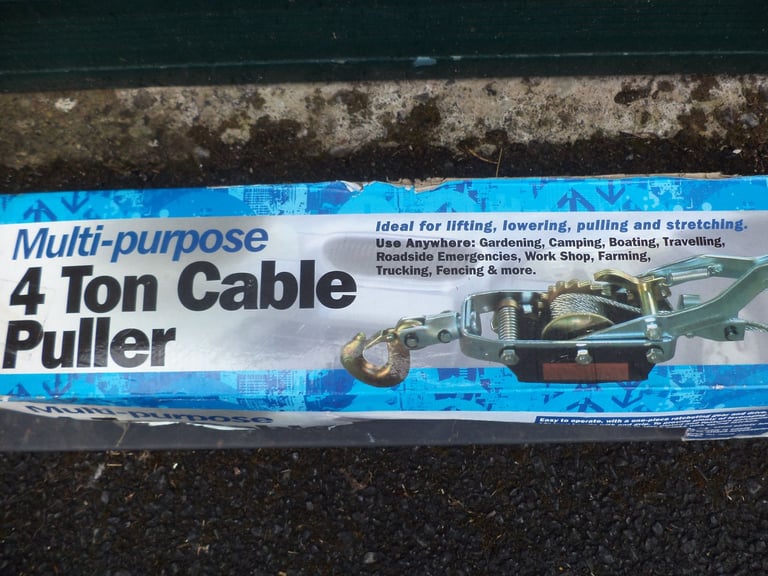 Multi-purpose
4 Ton Cable
Puller
Ideal for lifting, lowering, pulling and stretching.
Use Anywhere: Gardening, Camping, Boating, Travelling,
Roadside Emergencies, Work Shop, Farming,
Trucking, Fencing & more.
Multi-purpose
Easy to operate, with a one-piece ratcheting gear and drive